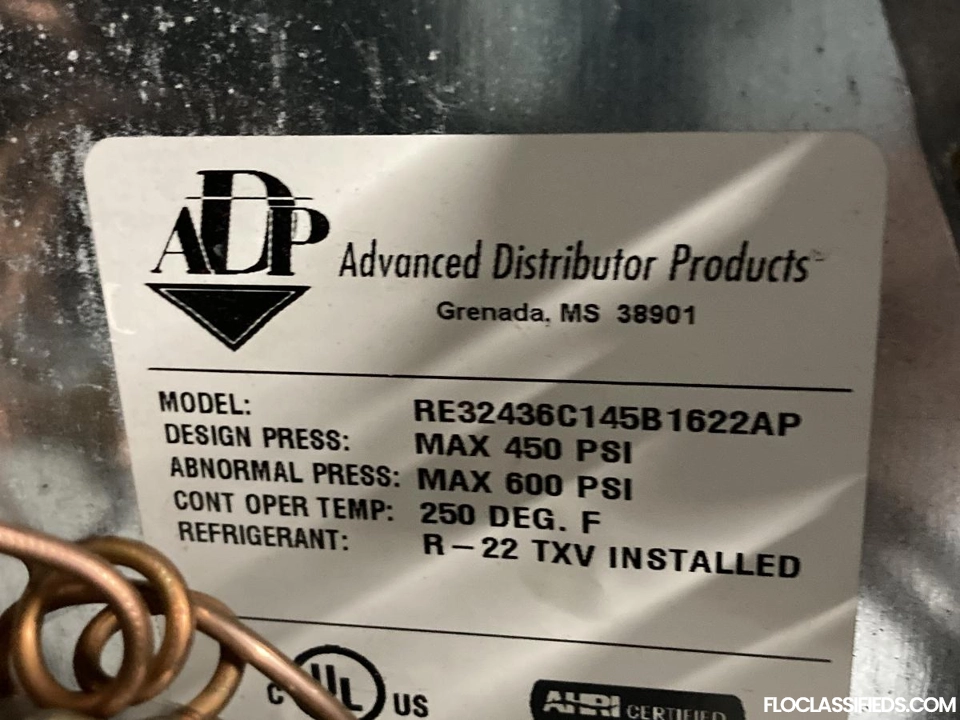 ADP
Advanced Distributor Products
Grenada, MS 38901
MODEL: RE32436C145B1622AP
DESIGN PRESS: MAX 450 PSI
ABNORMAL PRESS: MAX 600 PSI
CONT OPER TEMP: 250 DEG. F
REFRIGERANT: R-22 TXV INSTALLED
C UL US
AHRI CERTIFIED
FLOCLASSIFIEDS.COM